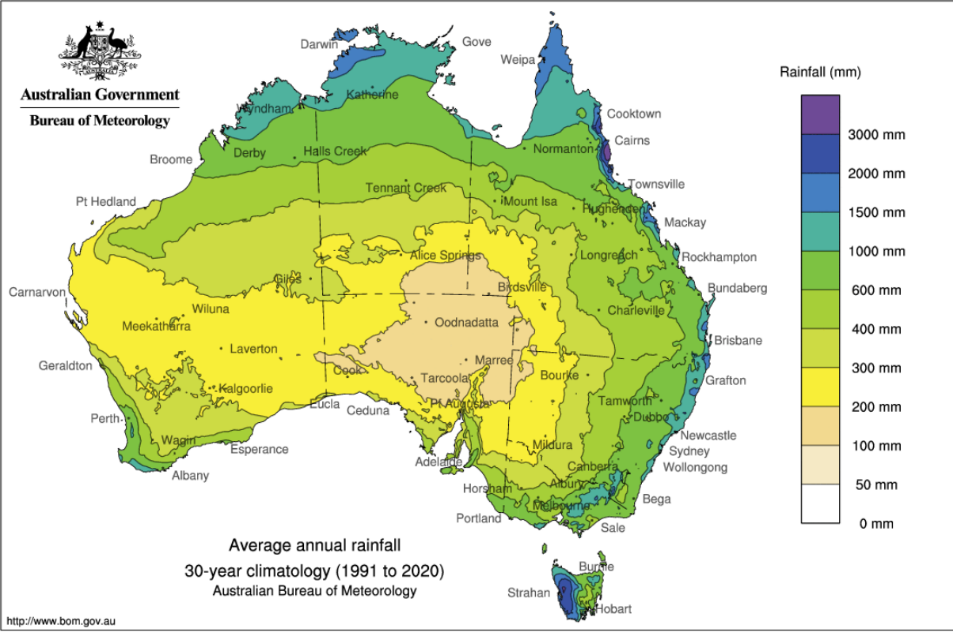 Australian Government
Bureau of Meteorology
Darwin
Gove
Weipa
Katherine
Wyndham
Cooktown
Cairns
Broome
Derby
Halls Creek
Normanton
Townsville
Tennant Creek
Mount Isa
Hughenden
Pt Hedland
Mackay
Alice Springs
Longreach
Rockhampton
Giles
Birdsville
Bundaberg
Carnarvon
Wiluna
Meekatharra
Oodnadatta
Charleville
Brisbane
Laverton
Geraldton
Cook
Marree
Tarcoola
Bourke
Grafton
Kalgoorlie
Eucla
Ceduna
Pt Augusta
Tamworth
Dubbo
Perth
Wagin
Esperance
Mildura
Newcastle
Sydney
Wollongong
Albany
Adelaide
Canberra
Horsham
Albury
Bega
Melbourne
Portland
Sale
Burnie
Strahan
Hobart
Rainfall (mm)
3000 mm
2000 mm
1500 mm
1000 mm
600 mm
400 mm
300 mm
200 mm
100 mm
50 mm
0 mm
Average annual rainfall
30-year climatology (1991 to 2020)
Australian Bureau of Meteorology
http://www.bom.gov.au